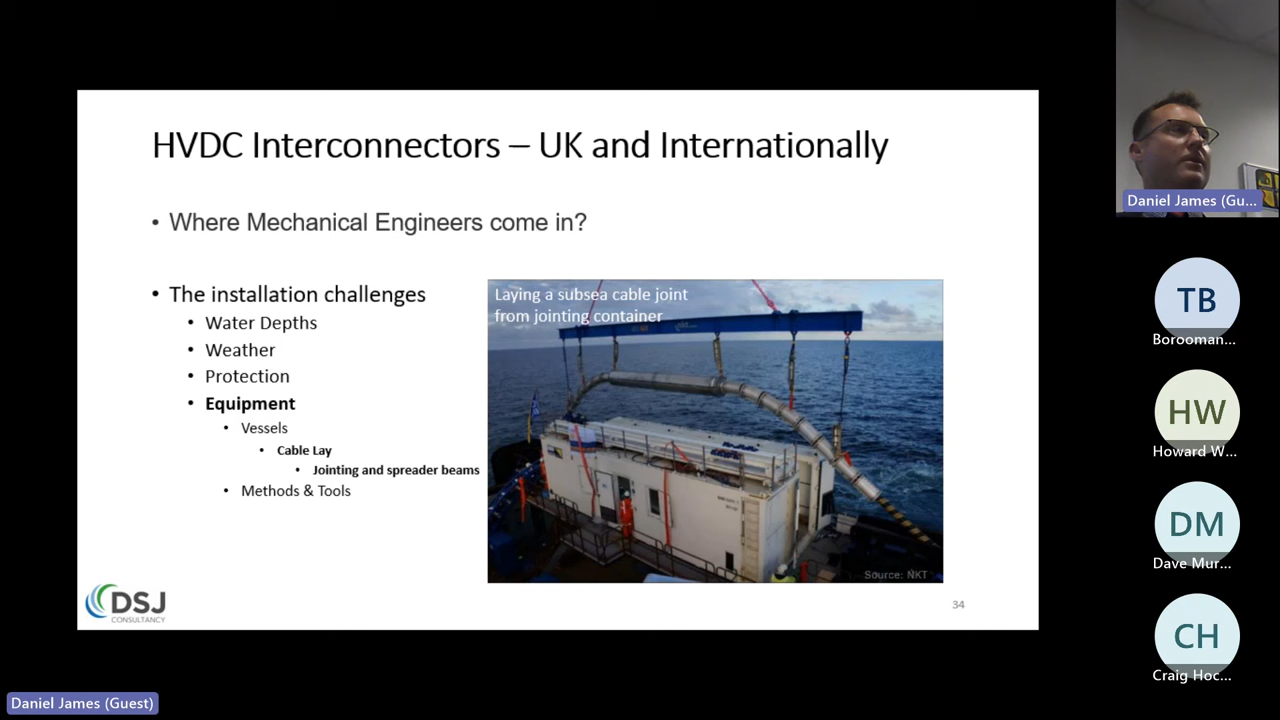 HVDC Interconnectors – UK and Internationally
• Where Mechanical Engineers come in?
• The installation challenges
• Water Depths
• Weather
• Protection
• Equipment
• Vessels
• Cable Lay
• Jointing and spreader beams
• Methods & Tools
Laying a subsea cable joint
from jointing container
Source: NKT
DSJ
CONSULTANCY
34
Daniel James (Gu...
TB
Borooman...
HW
Howard W...
DM
Dave Mur...
CH
Craig Hoc...
Daniel James (Guest)